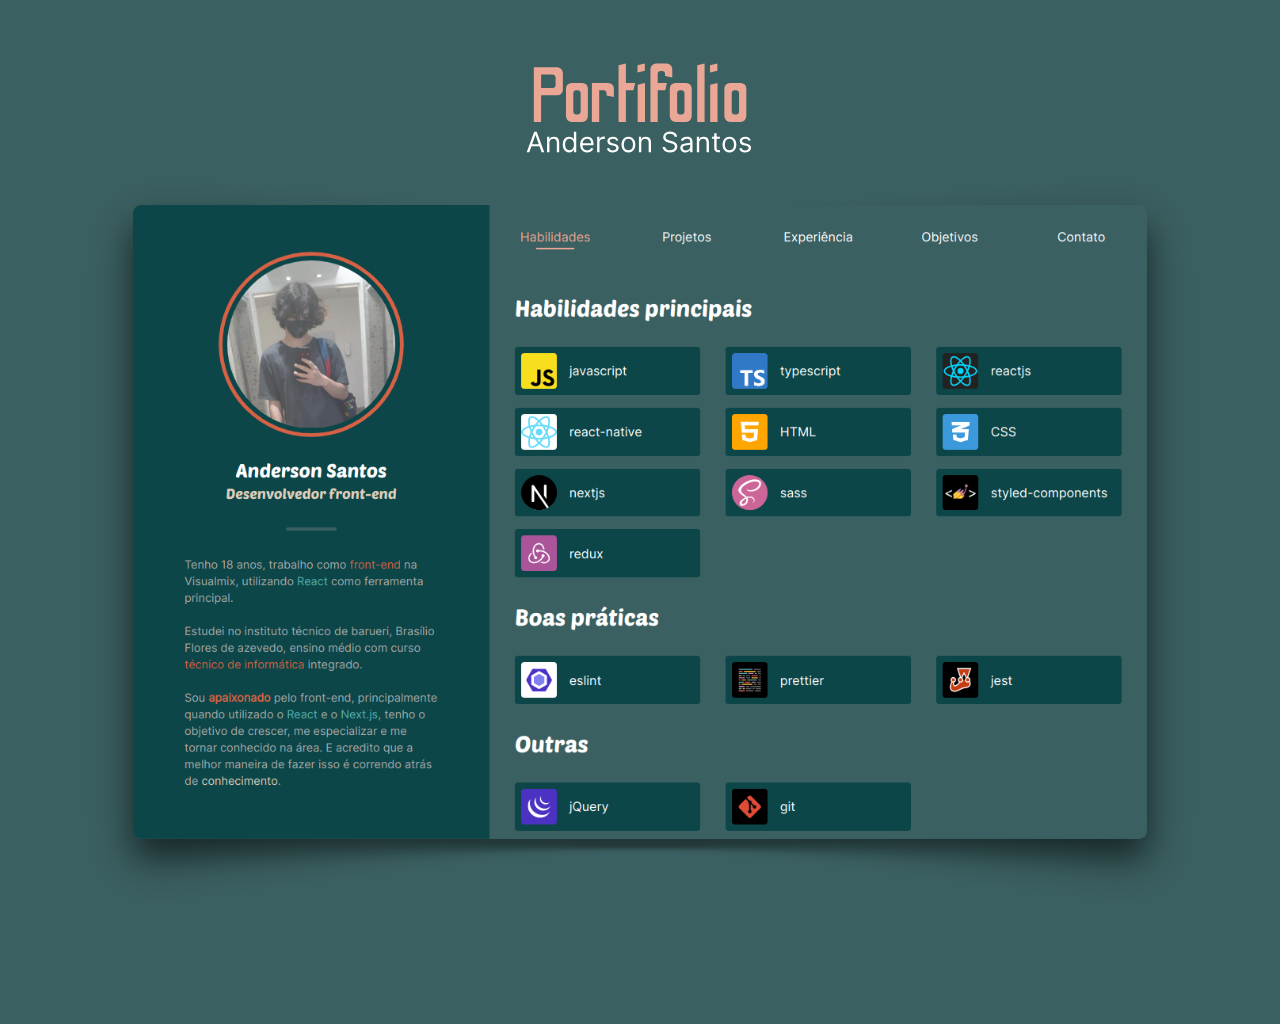 Portifolio
Anderson Santos
Habilidades
Projetos
Experiência
Objetivos
Contato
Anderson Santos
Desenvolvedor front-end
Tenho 18 anos, trabalho como front-end na
Visualmix, utilizando React como ferramenta
principal.
Estudei no instituto técnico de barueri, Brasílio
Flores de azevedo, ensino médio com curso
técnico de informática integrado.
Sou apaixonado pelo front-end, principalmente
quando utilizado o React e o Next.js, tenho o
objetivo de crescer, me especializar e me
tornar conhecido na área. E acredito que a
melhor maneira de fazer isso é correndo atrás
de conhecimento.
Habilidades principais
JS javascript
TS typescript
reactjs
react-native
HTML
CSS
nextjs
sass
styled-components
redux
Boas práticas
eslint
prettier
jest
Outras
jQuery
git